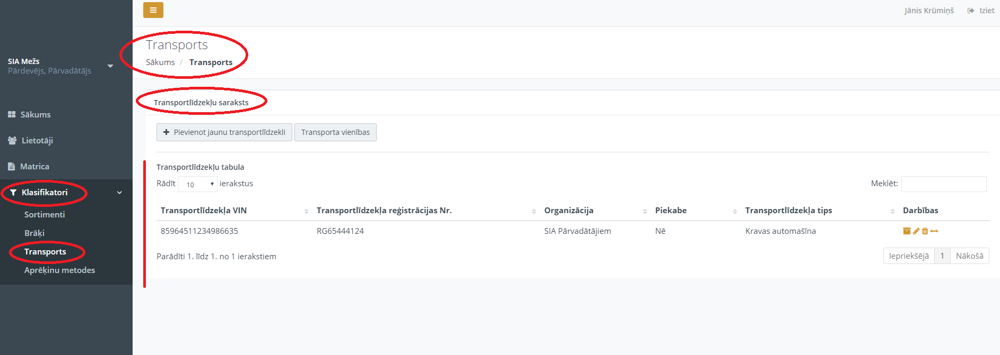 Jānis Krūmiņš Iziet
SIA Mežs
Pārdevējs, Pārvadātājs
Sākums
Lietotāji
Matrica
Klasifikatori
Sortimenti
Brāķi
Transports
Aprēķinu metodes
Transports
Sākums / Transports
Transportlīdzekļu saraksts
Pievienot jaunu transportlīdzekli Transporta vienības
Transportlīdzekļu tabula
Rādīt 10 ierakstus Meklēt:
Transportlīdzekļa VIN Transportlīdzekļa reģistrācijas Nr. Organizācija Piekabe Transportlīdzekļa tips Darbības
85964511234986635 RG65444124 SIA Pārvadātājiem Nē Kravas automašīna
Parādīti 1. līdz 1. no 1 ierakstiem Iepriekšējā 1 Nākošā